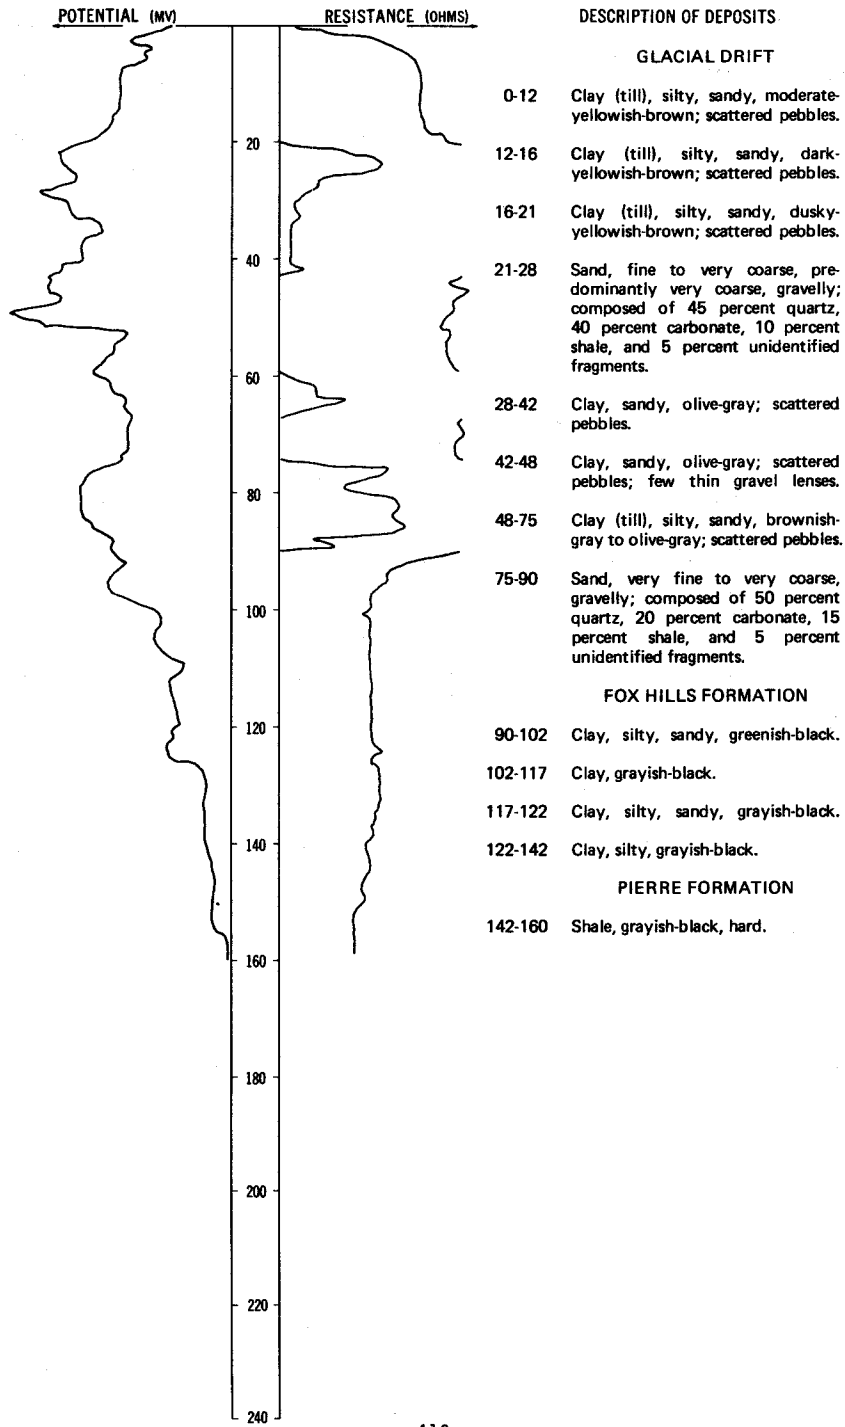 POTENTIAL (MV) RESISTANCE (OHMS) DESCRIPTION OF DEPOSITS
GLACIAL DRIFT
0-12 Clay (till), silty, sandy, moderate-
yellowish-brown; scattered pebbles.
12-16 Clay (till), silty, sandy, dark-
yellowish-brown; scattered pebbles.
16-21 Clay (till), silty, sandy, dusky-
yellowish-brown; scattered pebbles.
21-28 Sand, fine to very coarse, pre-
dominantly very coarse, gravelly;
composed of 45 percent quartz,
40 percent carbonate, 10 percent
shale, and 5 percent unidentified
fragments.
28-42 Clay, sandy, olive-gray; scattered
pebbles.
42-48 Clay, sandy, olive-gray; scattered
pebbles; few thin gravel lenses.
48-75 Clay (till), silty, sandy, brownish-
gray to olive-gray; scattered pebbles.
75-90 Sand, very fine to very coarse,
gravelly; composed of 50 percent
quartz, 20 percent carbonate, 15
percent shale, and 5 percent
unidentified fragments.
FOX HILLS FORMATION
90-102 Clay, silty, sandy, greenish-black.
102-117 Clay, grayish-black.
117-122 Clay, silty, sandy, grayish-black.
122-142 Clay, silty, grayish-black.
PIERRE FORMATION
142-160 Shale, grayish-black, hard.
20
40
60
80
100
120
140
160
180
200
220
240